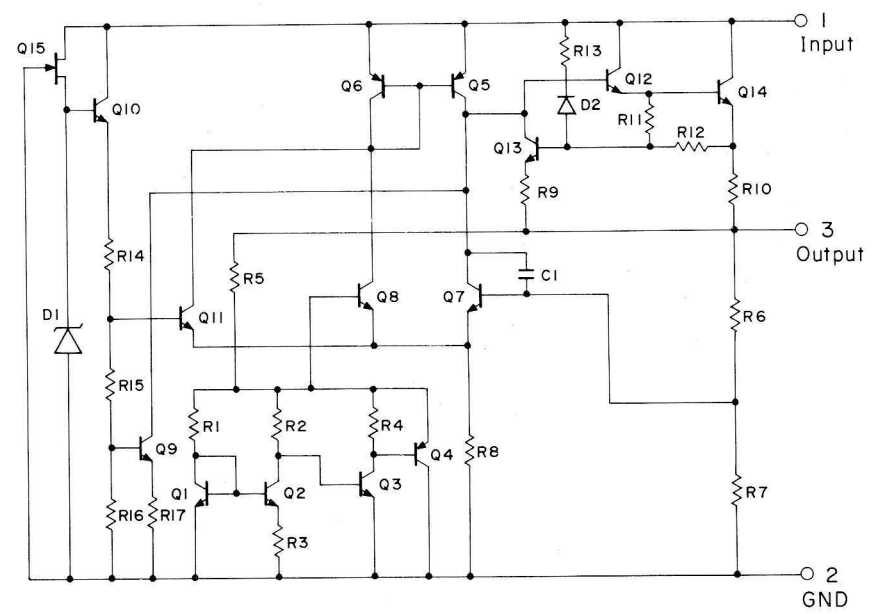 1
Input
Q15
R13
Q6
Q5
Q12
D2
Q14
Q10
R11
R12
Q13
R9
R10
3
Output
R14
R5
C1
Q8
Q7
D1
Q11
R6
R15
R1
R2
R4
Q9
Q4
R8
Q1
Q2
Q3
R7
R16
R17
R3
2
GND